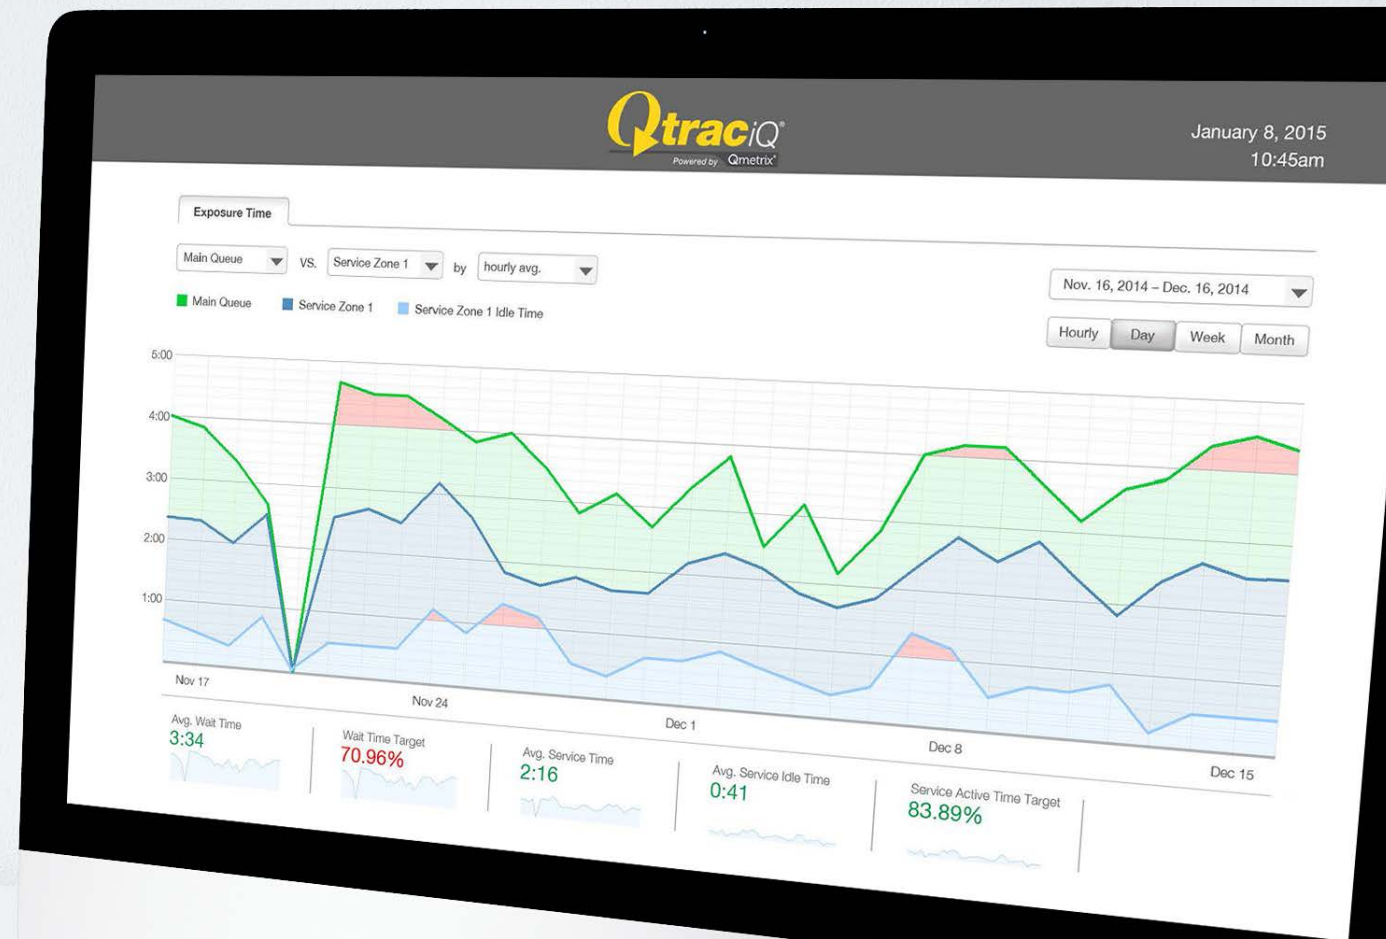 QtraciQ®
Powered by Qmetrix®
January 8, 2015
10:45am
Exposure Time
Main Queue VS. Service Zone 1 by hourly avg.
Nov. 16, 2014 – Dec. 16, 2014
Main Queue Service Zone 1 Service Zone 1 Idle Time
Hourly Day Week Month
5:00
4:00
3:00
2:00
1:00
Nov 17 Nov 24 Dec 1 Dec 8 Dec 15
Avg. Wait Time
3:34
Wait Time Target
70.96%
Avg. Service Time
2:16
Avg. Service Idle Time
0:41
Service Active Time Target
83.89%